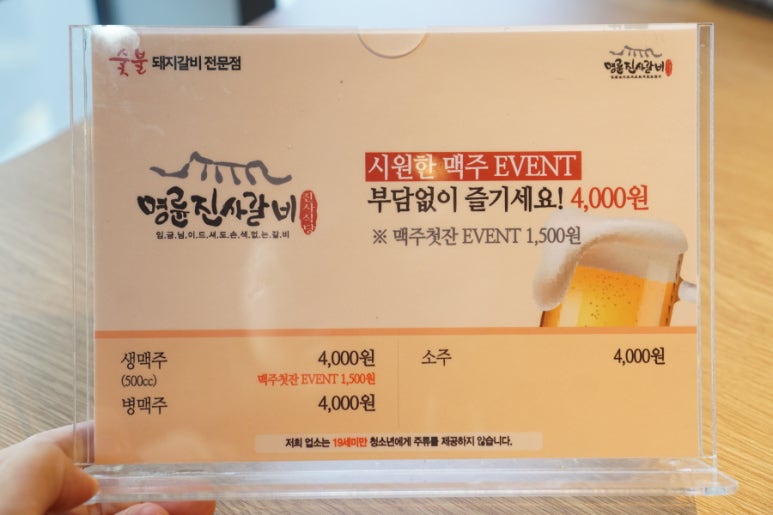 숯불 돼지갈비 전문점
명륜진사갈비
시원한 맥주 EVENT
부담없이 즐기세요! 4,000원
※ 맥주첫잔 EVENT 1,500원
명륜진사갈비 진사식당
임.금.님.이.드.셔.도.손.색.없.는.갈.비
생맥주 4,000원
(500cc) 맥주첫잔 EVENT 1,500원
병맥주 4,000원
소주 4,000원
저희 업소는 19세미만 청소년에게 주류를 제공하지 않습니다.